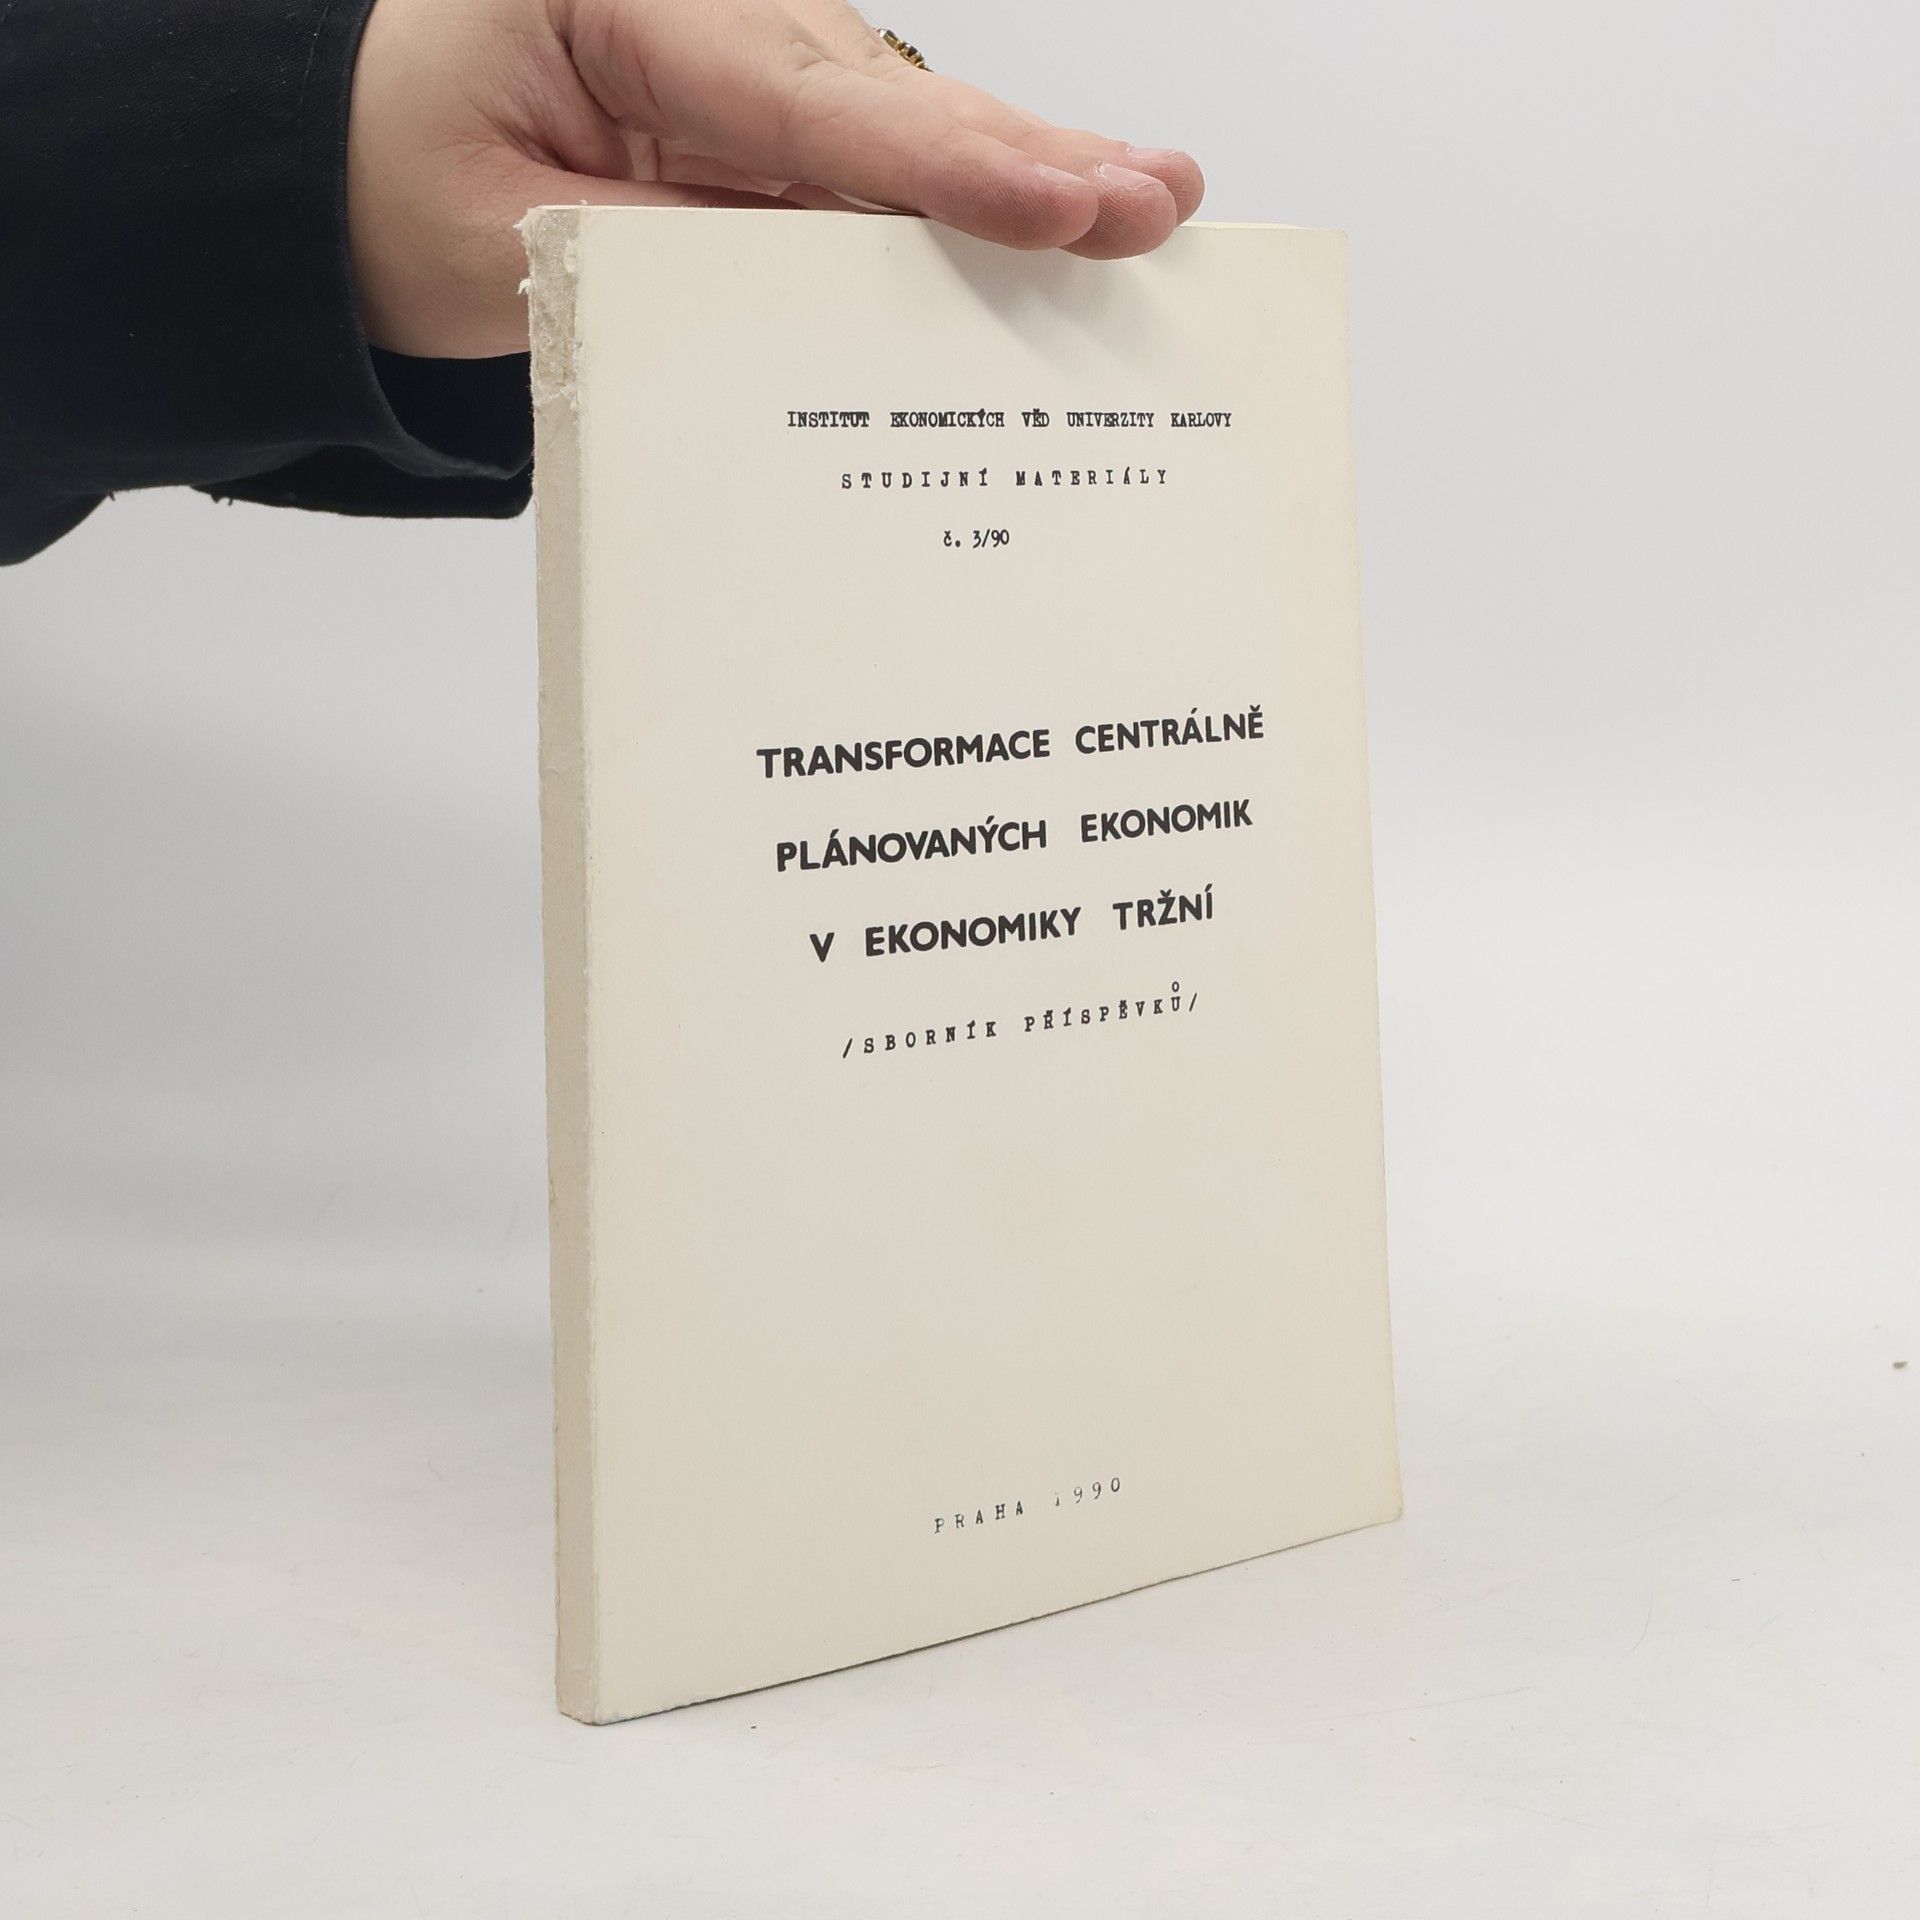 INSTITUT EKONOMICKÝCH VĚD UNIVERZITY KARLOVY
STUDIJNÍ MATERIÁLY
č. 3/90
TRANSFORMACE CENTRÁLNĚ
PLÁNOVANÝCH EKONOMIK
V EKONOMIKY TRŽNÍ
/SBORNÍK PŘÍSPĚVKŮ/
PRAHA 1990